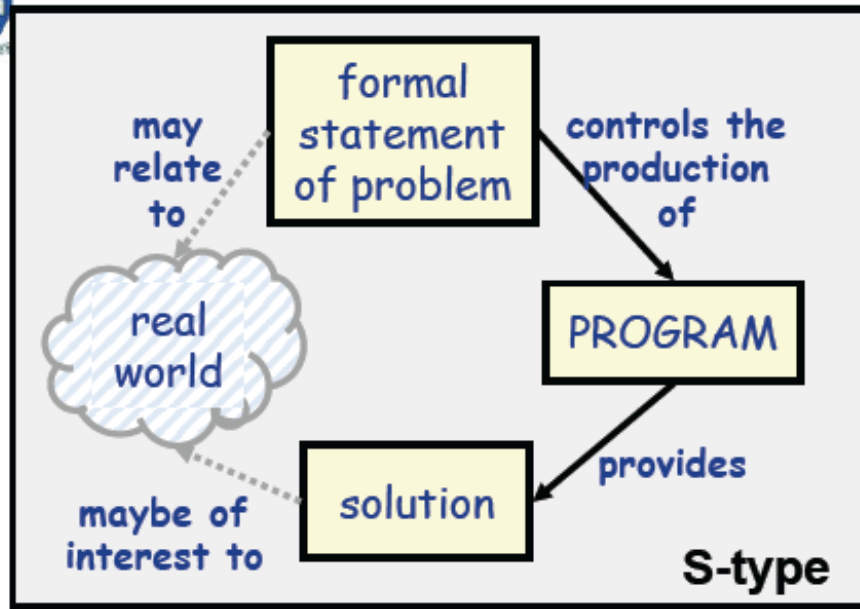 formal
statement
of problem
may
relate
to
controls the
production
of
real
world
PROGRAM
provides
solution
maybe of
interest to
S-type